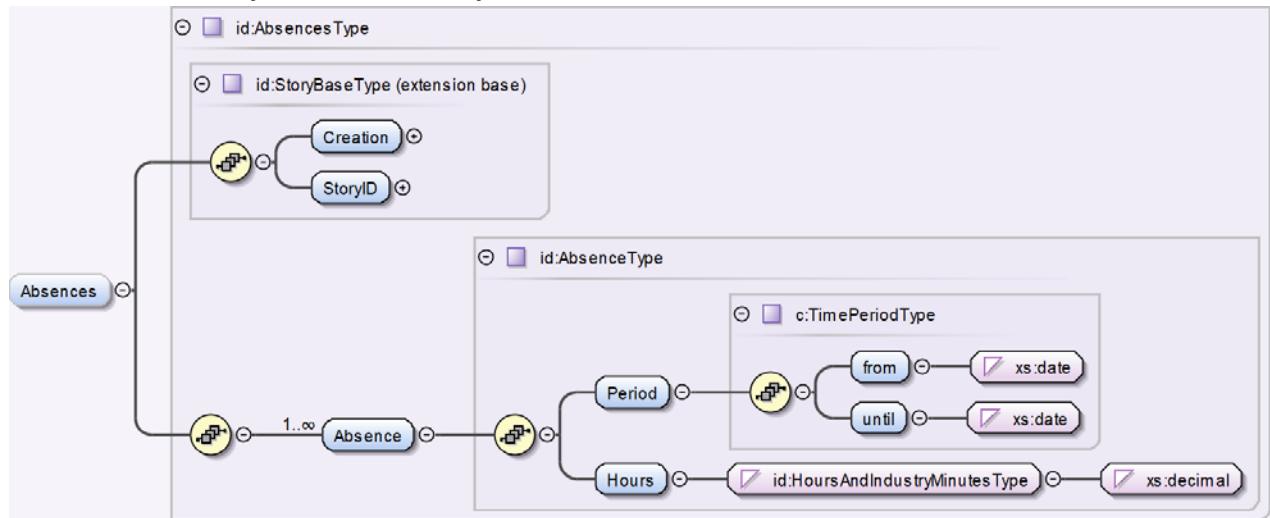 id:AbsencesType
id:StoryBaseType (extension base)
Creation
StoryID
id:AbsenceType
Absences
c:TimePeriodType
from xs:date
Period
until xs:date
1..∞ Absence
Hours id:HoursAndIndustryMinutesType xs:decimal